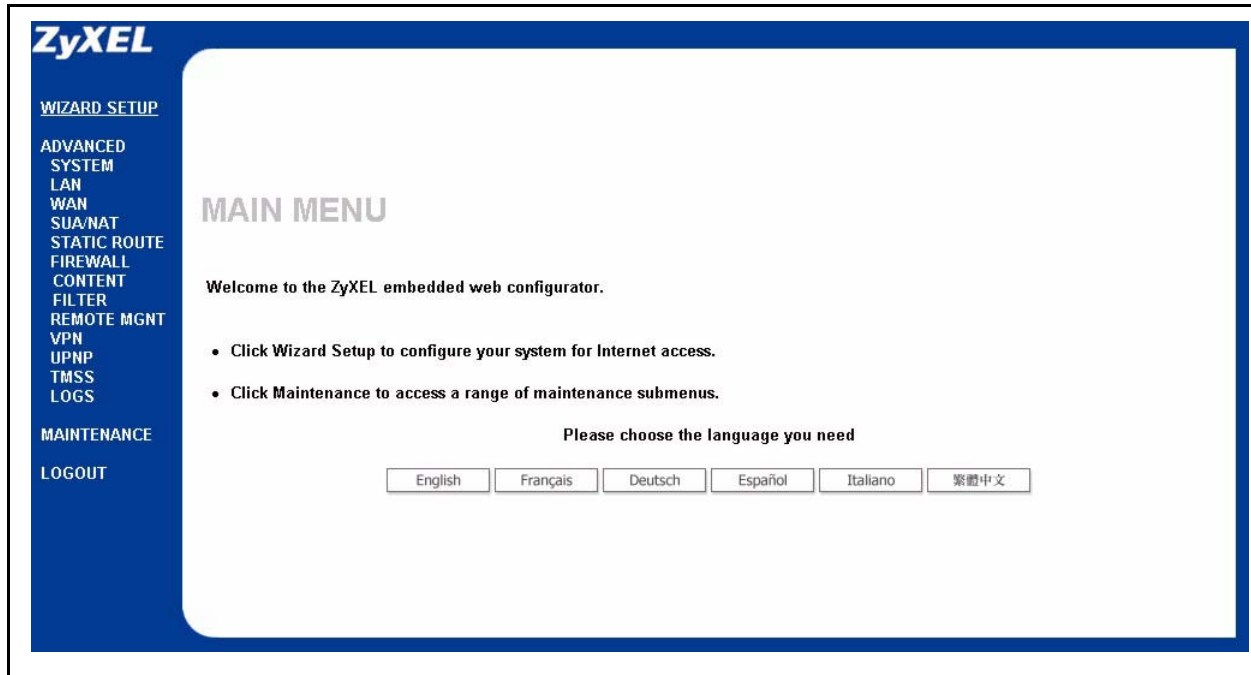 ZyXEL
WIZARD SETUP
ADVANCED
SYSTEM
LAN
WAN
SUA/NAT
STATIC ROUTE
FIREWALL
CONTENT
FILTER
REMOTE MGNT
VPN
UPNP
TMSS
LOGS
MAINTENANCE
LOGOUT
MAIN MENU
Welcome to the ZyXEL embedded web configurator.
• Click Wizard Setup to configure your system for Internet access.
• Click Maintenance to access a range of maintenance submenus.
Please choose the language you need
English Français Deutsch Español Italiano 繁體中文